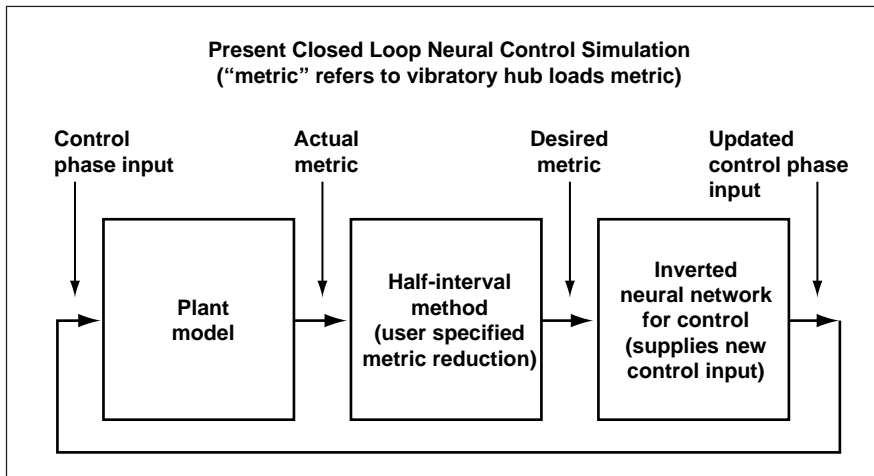 Present Closed Loop Neural Control Simulation
(“metric” refers to vibratory hub loads metric)
Control
phase input
Actual
metric
Desired
metric
Updated
control phase
input
Plant
model
Half-interval
method
(user specified
metric reduction)
Inverted
neural network
for control
(supplies new
control input)